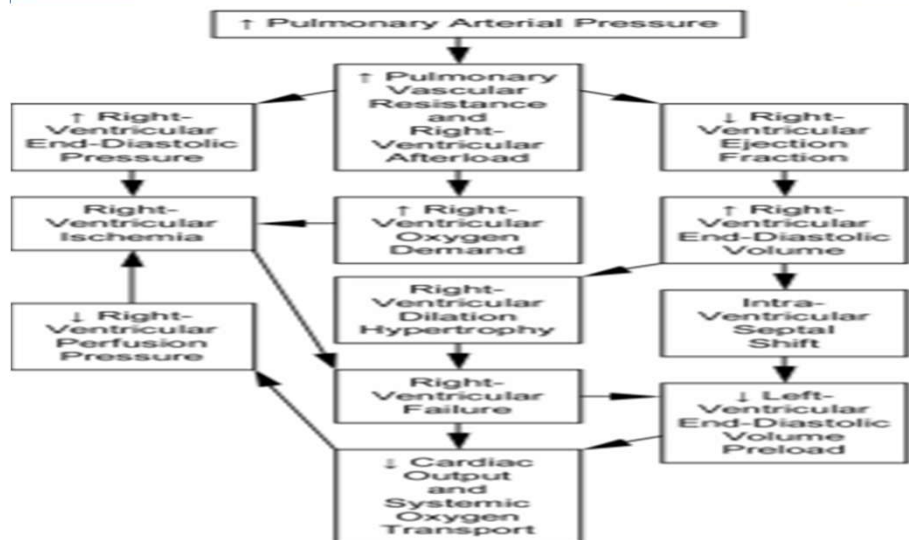 ↑ Pulmonary Arterial Pressure
↑ Pulmonary
Vascular
Resistance
and
Right-
Ventricular
Afterload
↑ Right-
Ventricular
End-Diastolic
Pressure
↓ Right-
Ventricular
Ejection
Fraction
Right-
Ventricular
Ischemia
↑ Right-
Ventricular
Oxygen
Demand
↑ Right-
Ventricular
End-Diastolic
Volume
↓ Right-
Ventricular
Perfusion
Pressure
Right-
Ventricular
Dilation
Hypertrophy
Intra-
Ventricular
Septal
Shift
Right-
Ventricular
Failure
↓ Left-
Ventricular
End-Diastolic
Volume
Preload
↓ Cardiac
Output
and
Systemic
Oxygen
Transport